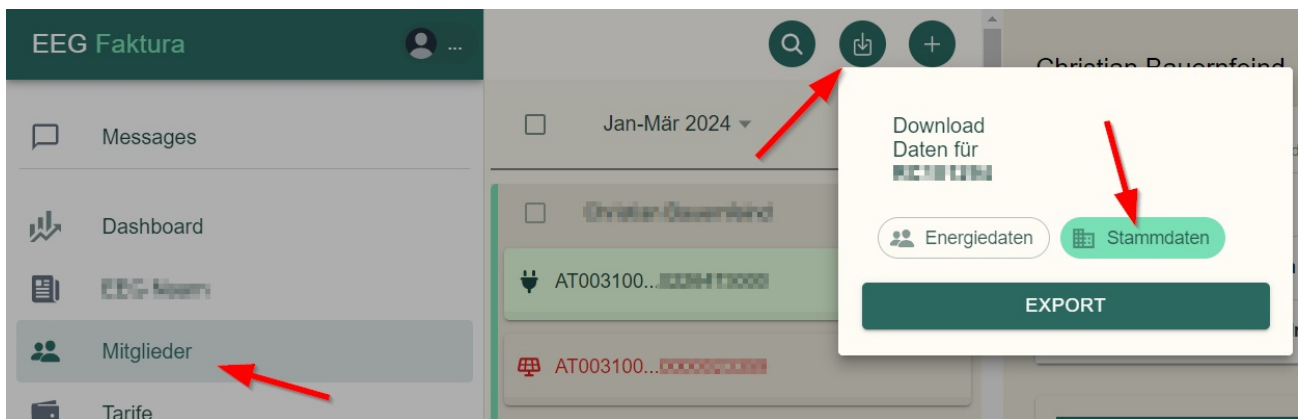 EEG Faktura
...
Messages
Dashboard
Mitglieder
Tarife
Jan-Mär 2024
AT003100...
AT003100...
Download
Daten für
Energiedaten
Stammdaten
EXPORT